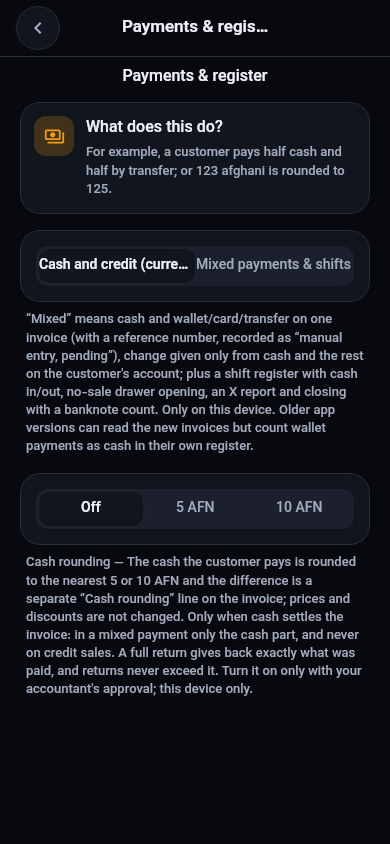 Payments & regis…
Payments & register
What does this do?
For example, a customer pays half cash and
half by transfer; or 123 afghani is rounded to
125.
Cash and credit (curre… Mixed payments & shifts
“Mixed” means cash and wallet/card/transfer on one
invoice (with a reference number, recorded as “manual
entry, pending”), change given only from cash and the rest
on the customer's account; plus a shift register with cash
in/out, no-sale drawer opening, an X report and closing
with a banknote count. Only on this device. Older app
versions can read the new invoices but count wallet
payments as cash in their own register.
Off 5 AFN 10 AFN
Cash rounding — The cash the customer pays is rounded
to the nearest 5 or 10 AFN and the difference is a
separate “Cash rounding” line on the invoice; prices and
discounts are not changed. Only when cash settles the
invoice: in a mixed payment only the cash part, and never
on credit sales. A full return gives back exactly what was
paid, and returns never exceed it. Turn it on only with your
accountant's approval; this device only.